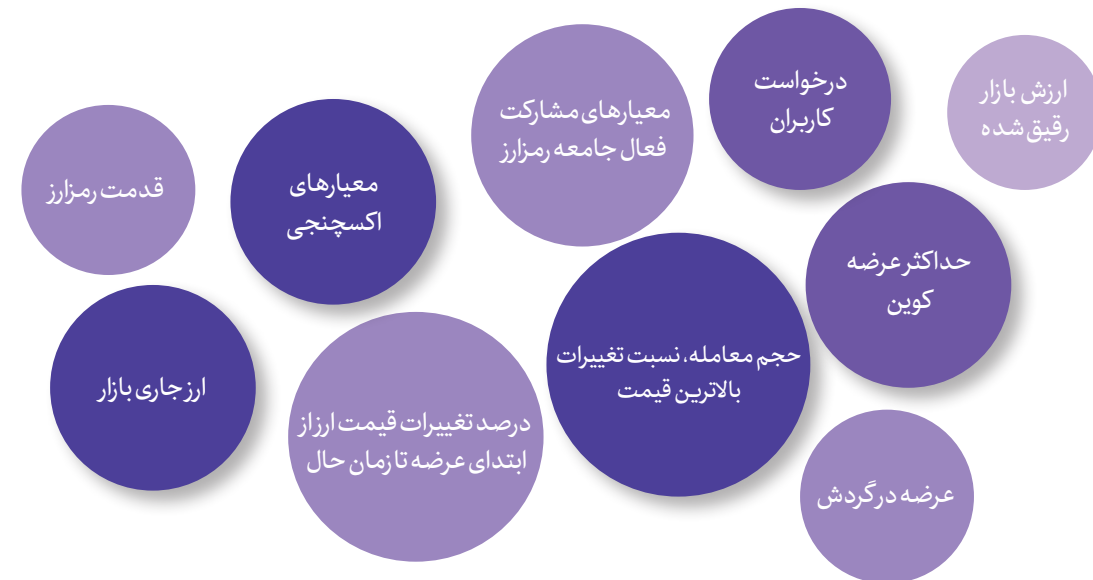 ارزش بازار
رقیق شده
درخواست
کاربران
معیارهای مشارکت
فعال جامعه رمزارز
معیارهای
اکسچنجی
قدمت رمزارز
حداکثر عرضه
کوین
حجم معامله، نسبت تغییرات
بالاترین قیمت
درصد تغییرات قیمت ارز از
ابتدای عرضه تا زمان حال
ارز جاری بازار
عرضه در گردش